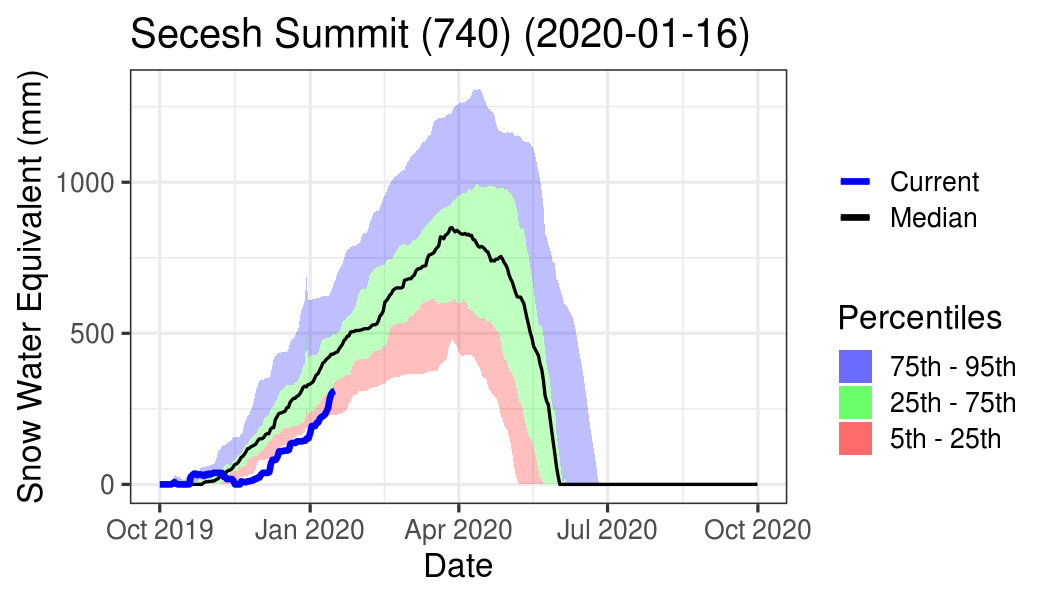 Secesh Summit (740) (2020-01-16)
Snow Water Equivalent (mm)
1000
500
0
Oct 2019 Jan 2020 Apr 2020 Jul 2020 Oct 2020
Date
Current
Median
Percentiles
75th - 95th
25th - 75th
5th - 25th